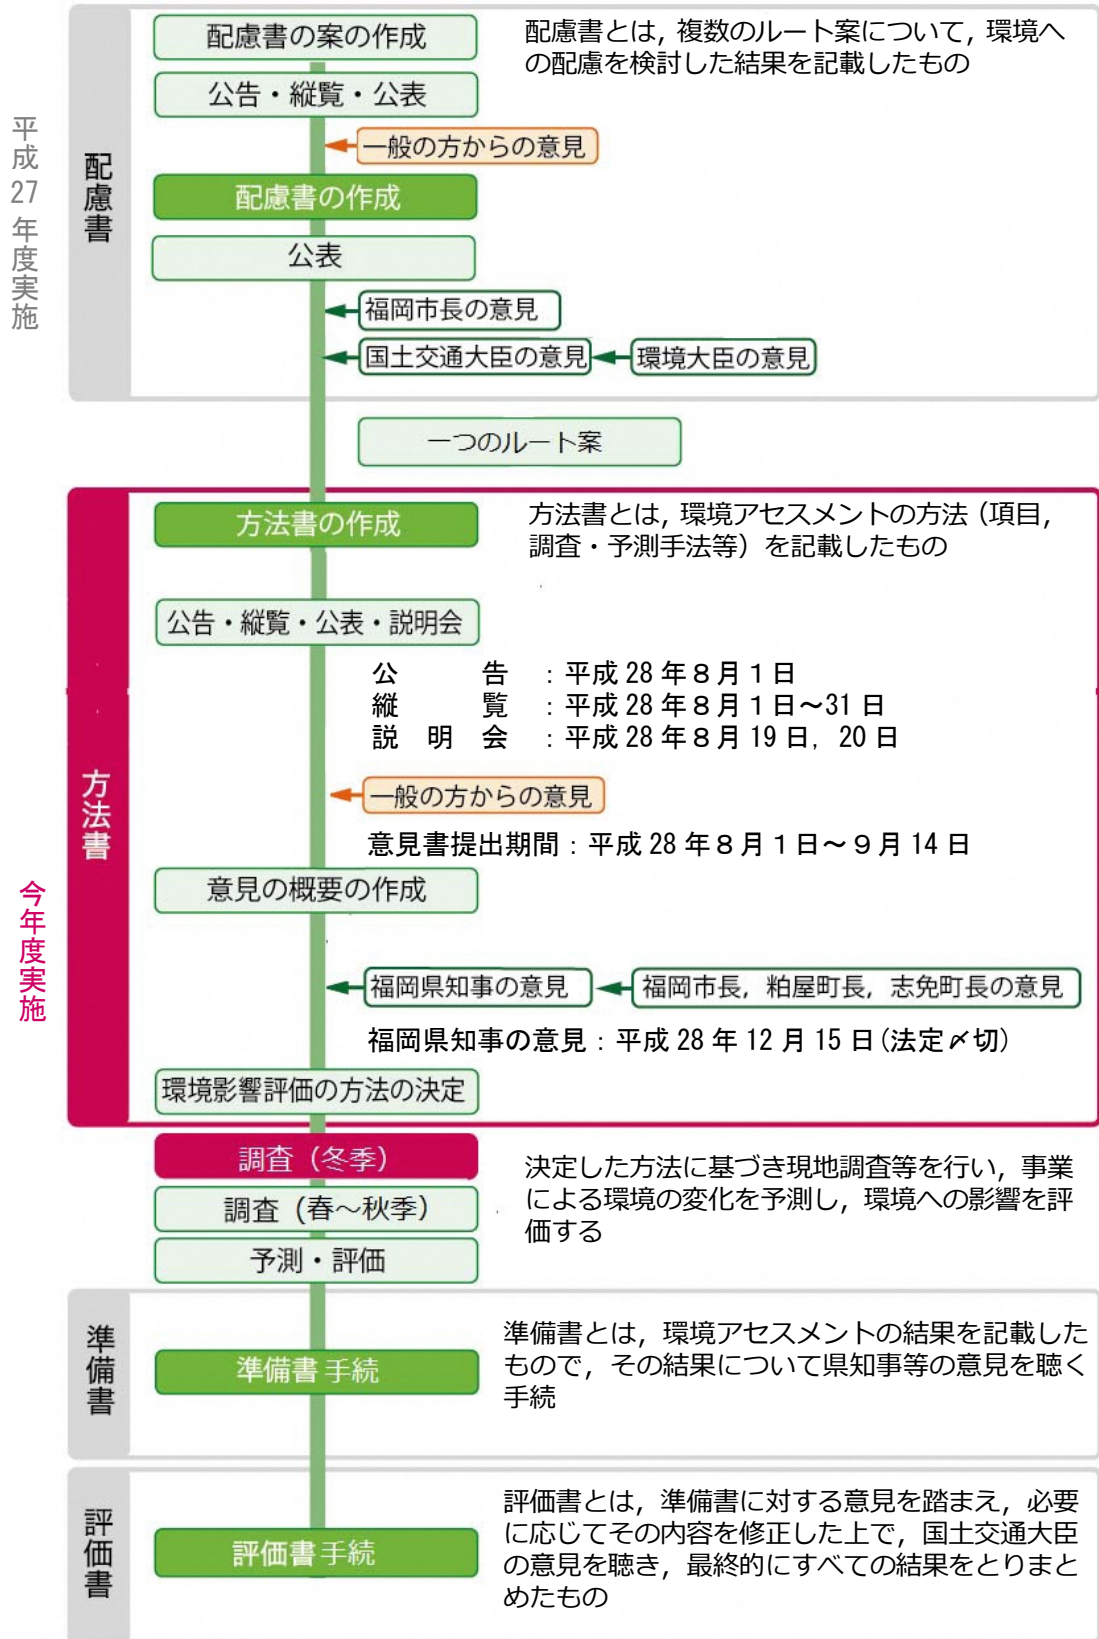 平成27年度実施
配慮書
配慮書の案の作成
配慮書とは，複数のルート案について，環境へ
の配慮を検討した結果を記載したもの
公告・縦覧・公表
一般の方からの意見
配慮書の作成
公表
福岡市長の意見
国土交通大臣の意見
環境大臣の意見
一つのルート案
今年度実施
方法書
方法書の作成
方法書とは，環境アセスメントの方法（項目，
調査・予測手法等）を記載したもの
公告・縦覧・公表・説明会
公告：平成28年８月１日
縦覧：平成28年８月１日～31日
説明会：平成28年８月19日，20日
一般の方からの意見
意見書提出期間：平成28年８月１日～９月14日
意見の概要の作成
福岡県知事の意見
福岡市長，粕屋町長，志免町長の意見
福岡県知事の意見：平成28年12月15日(法定〆切)
環境影響評価の方法の決定
調査（冬季）
調査（春～秋季）
予測・評価
決定した方法に基づき現地調査等を行い，事業
による環境の変化を予測し，環境への影響を評
価する
準備書
準備書手続
準備書とは，環境アセスメントの結果を記載した
もので，その結果について県知事等の意見を聴く
手続
評価書
評価書手続
評価書とは，準備書に対する意見を踏まえ，必要
に応じてその内容を修正した上で，国土交通大臣
の意見を聴き，最終的にすべての結果をとりまと
めたもの